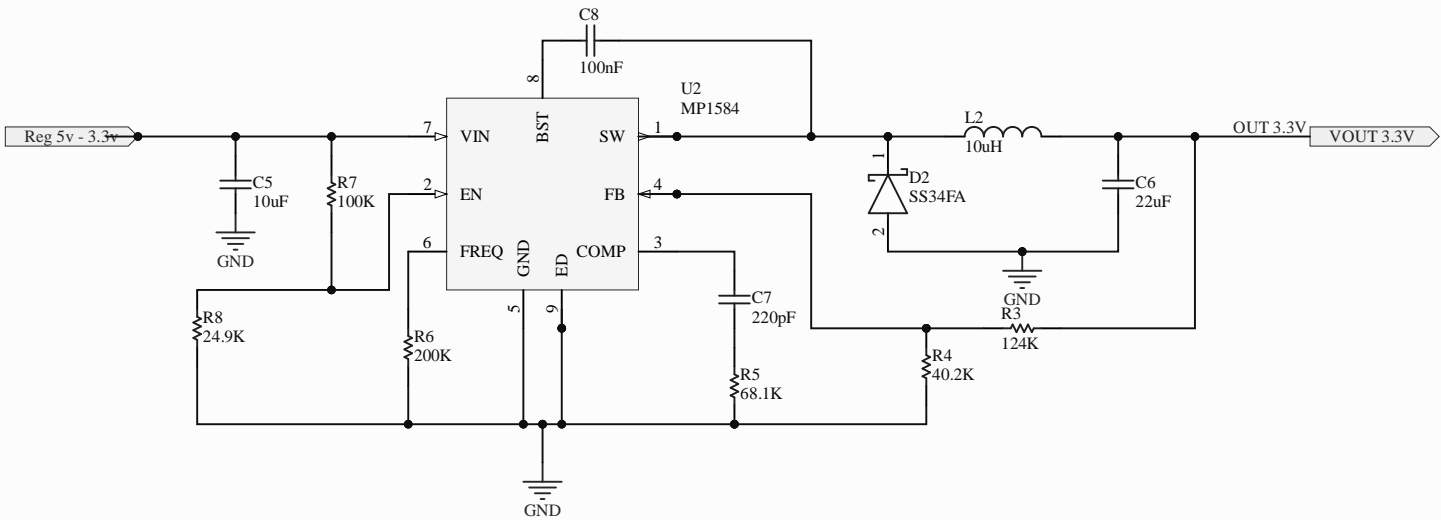 C8
100nF
8
U2
MP1584
BST
Reg 5v - 3.3v
7
VIN
SW
1
L2
10uH
OUT 3.3V
VOUT 3.3V
C5
10uF
GND
R7
100K
2
EN
FB
4
1
D2
SS34FA
2
C6
22uF
GND
6
FREQ
GND
ED
COMP
3
5
9
C7
220pF
R8
24.9K
R6
200K
R3
124K
R5
68.1K
R4
40.2K
GND